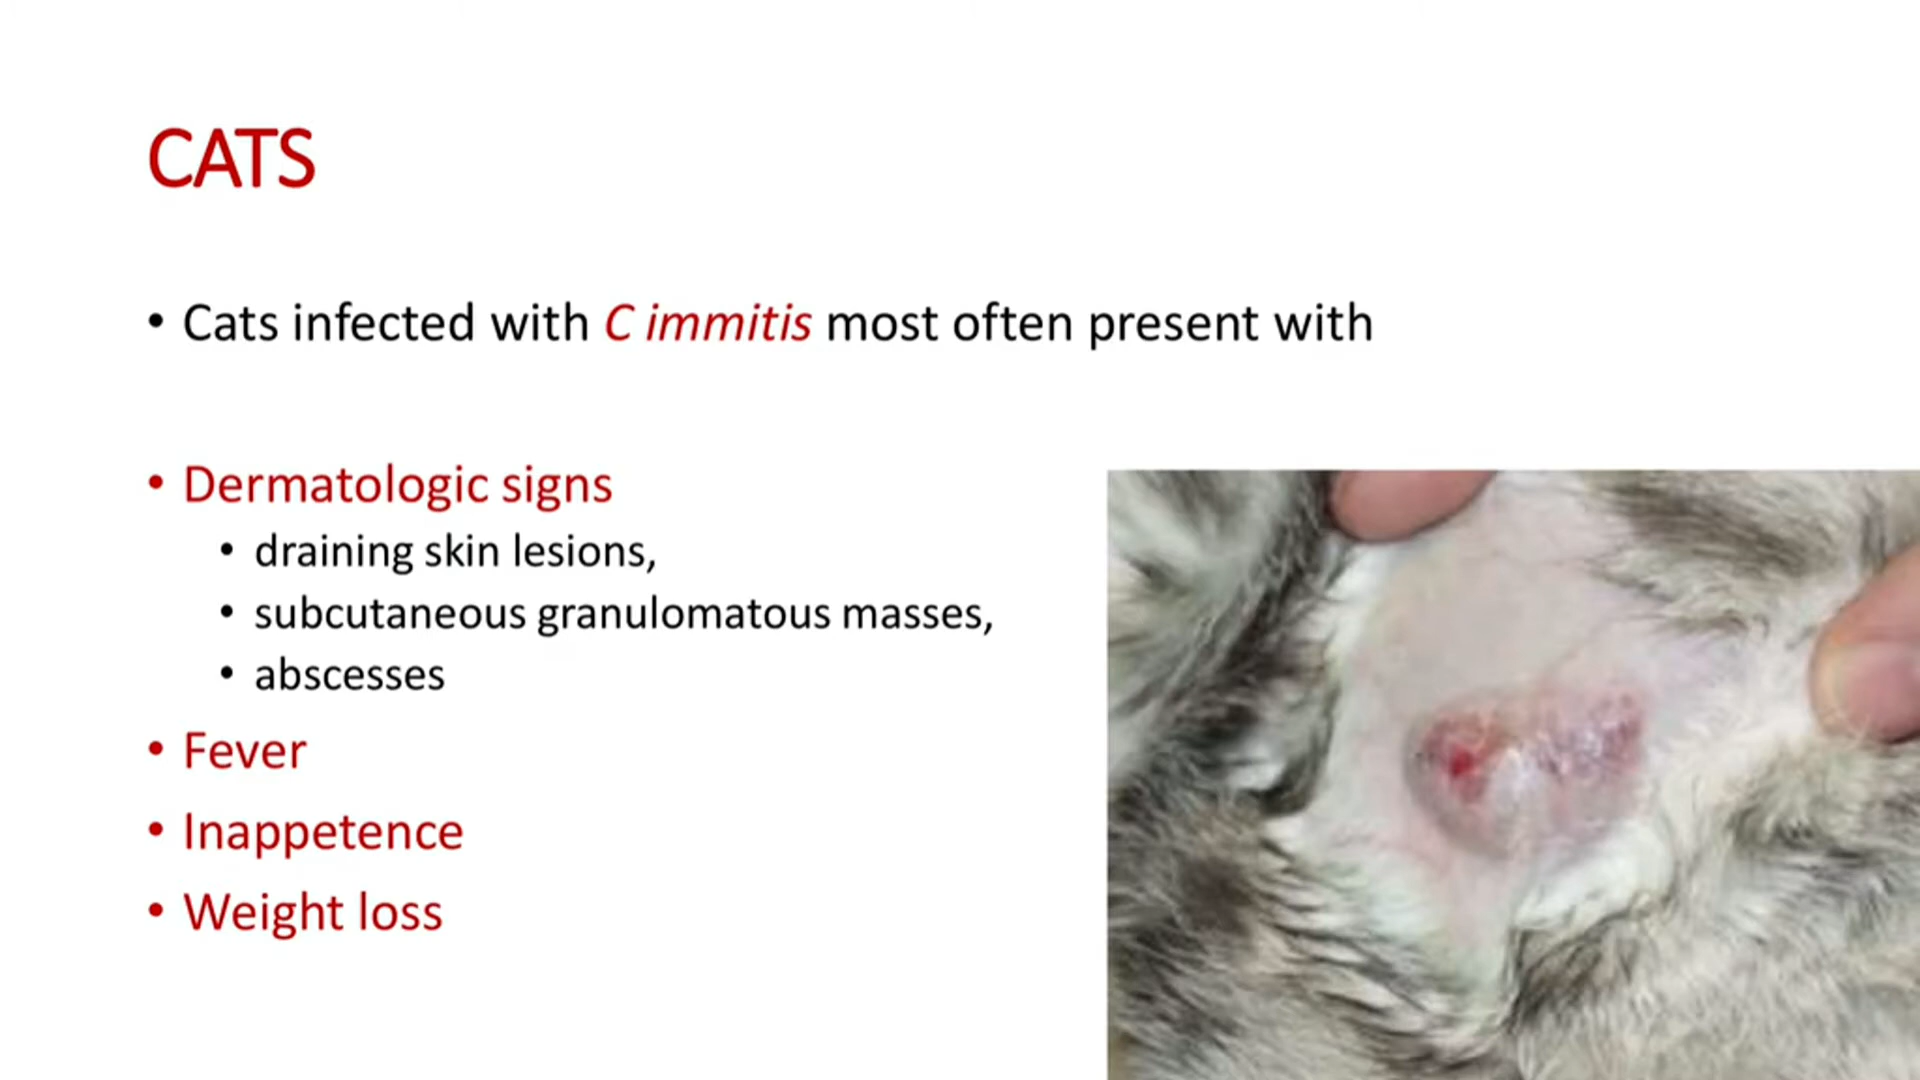 CATS
• Cats infected with C immitis most often present with
• Dermatologic signs
• draining skin lesions,
• subcutaneous granulomatous masses,
• abscesses
• Fever
• Inappetence
• Weight loss